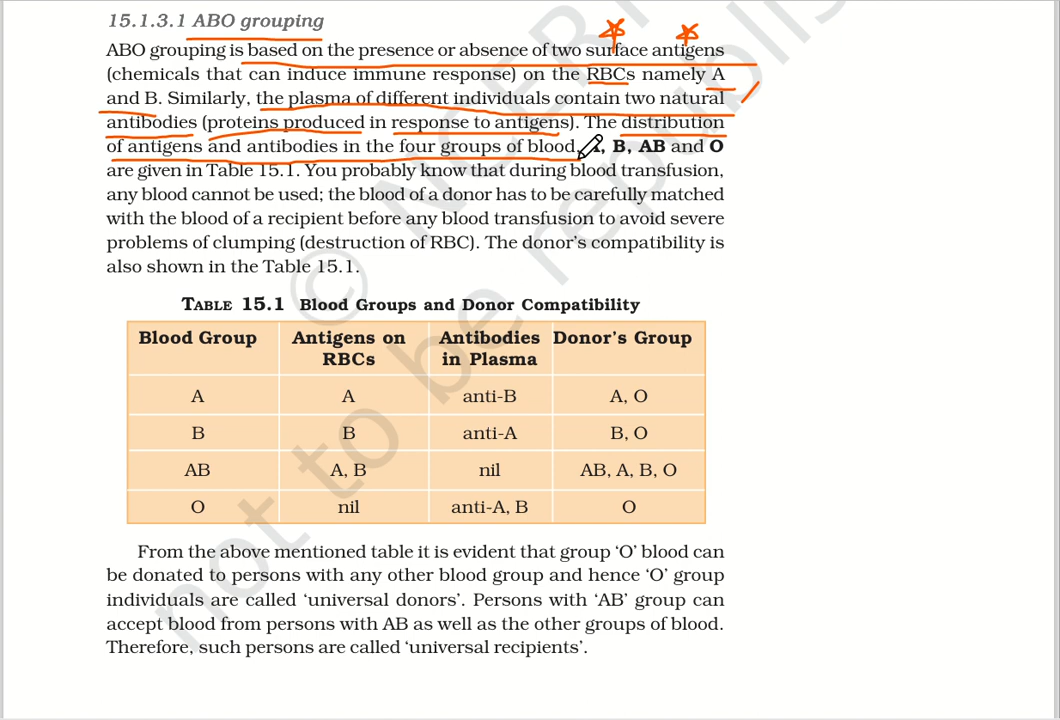 15.1.3.1 ABO grouping
ABO grouping is based on the presence or absence of two surface antigens
(chemicals that can induce immune response) on the RBCs namely A
and B. Similarly, the plasma of different individuals contain two natural
antibodies (proteins produced in response to antigens). The distribution
of antigens and antibodies in the four groups of blood, B, AB and O
are given in Table 15.1. You probably know that during blood transfusion,
any blood cannot be used; the blood of a donor has to be carefully matched
with the blood of a recipient before any blood transfusion to avoid severe
problems of clumping (destruction of RBC). The donor's compatibility is
also shown in the Table 15.1.
TABLE 15.1 Blood Groups and Donor Compatibility
Blood Group Antigens on RBCs Antibodies in Plasma Donor's Group
A A anti-B A, O
B B anti-A B, O
AB A, B nil AB, A, B, O
O nil anti-A, B O
From the above mentioned table it is evident that group 'O' blood can
be donated to persons with any other blood group and hence 'O' group
individuals are called 'universal donors'. Persons with 'AB' group can
accept blood from persons with AB as well as the other groups of blood.
Therefore, such persons are called 'universal recipients'.
© NCER
not to be republis